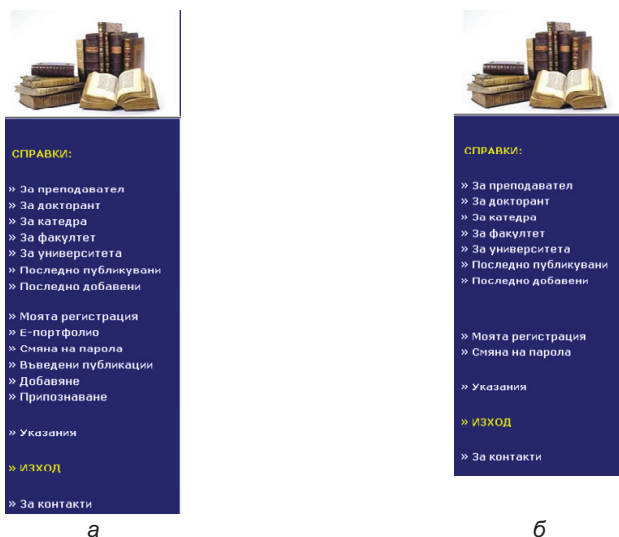 СПРАВКИ:
» За преподавател
» За докторант
» За катедра
» За факултет
» За университета
» Последно публикувани
» Последно добавени
» Моята регистрация
» Е-портфолио
» Смяна на парола
» Въведени публикации
» Добавяне
» Припознаване
» Указания
» ИЗХОД
» За контакти
а
СПРАВКИ:
» За преподавател
» За докторант
» За катедра
» За факултет
» За университета
» Последно публикувани
» Последно добавени
» Моята регистрация
» Смяна на парола
» Указания
» ИЗХОД
» За контакти
б